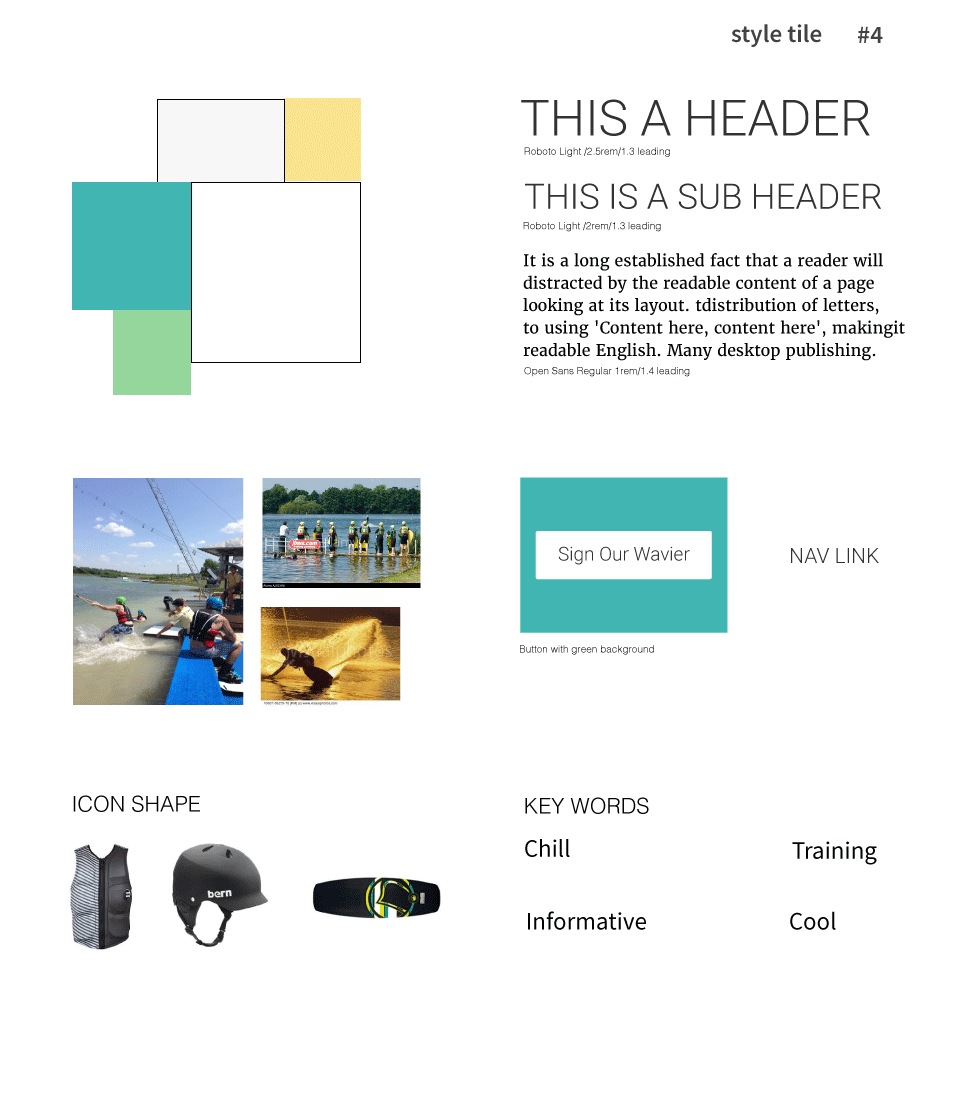 style tile #4
THIS A HEADER
Roboto Light /2.5rem/1.3 leading
THIS IS A SUB HEADER
Roboto Light /2rem/1.3 leading
It is a long established fact that a reader will
distracted by the readable content of a page
looking at its layout. tdistribution of letters,
to using 'Content here, content here', makingit
readable English. Many desktop publishing.
Open Sans Regular 1rem/1.4 leading
Sign Our Wavier
NAV LINK
Button with green background
ICON SHAPE
bern
KEY WORDS
Chill
Training
Informative
Cool